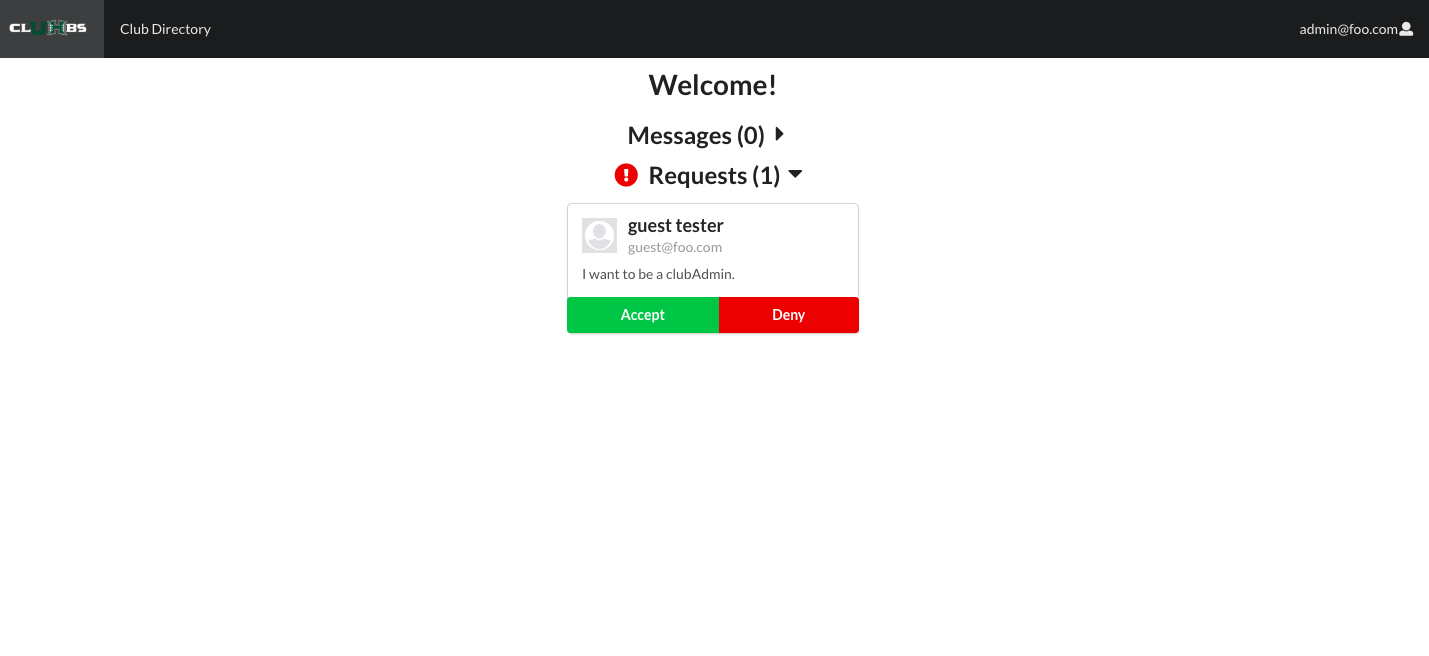 CLUHBS
Club Directory
admin@foo.com
Welcome!
Messages (0)
Requests (1)
guest tester
guest@foo.com
I want to be a clubAdmin.
Accept
Deny